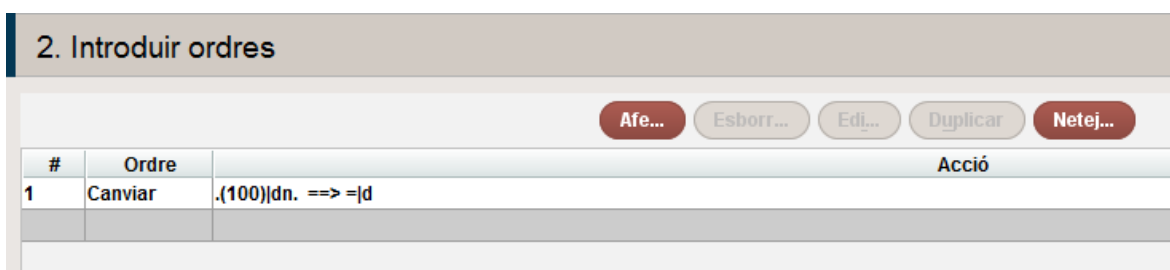 2. Introduir ordres
Afe... Esborr... Edi... Duplicar Netej...
# Ordre Acció
1 Canviar .(100)|dn. ==> =|d